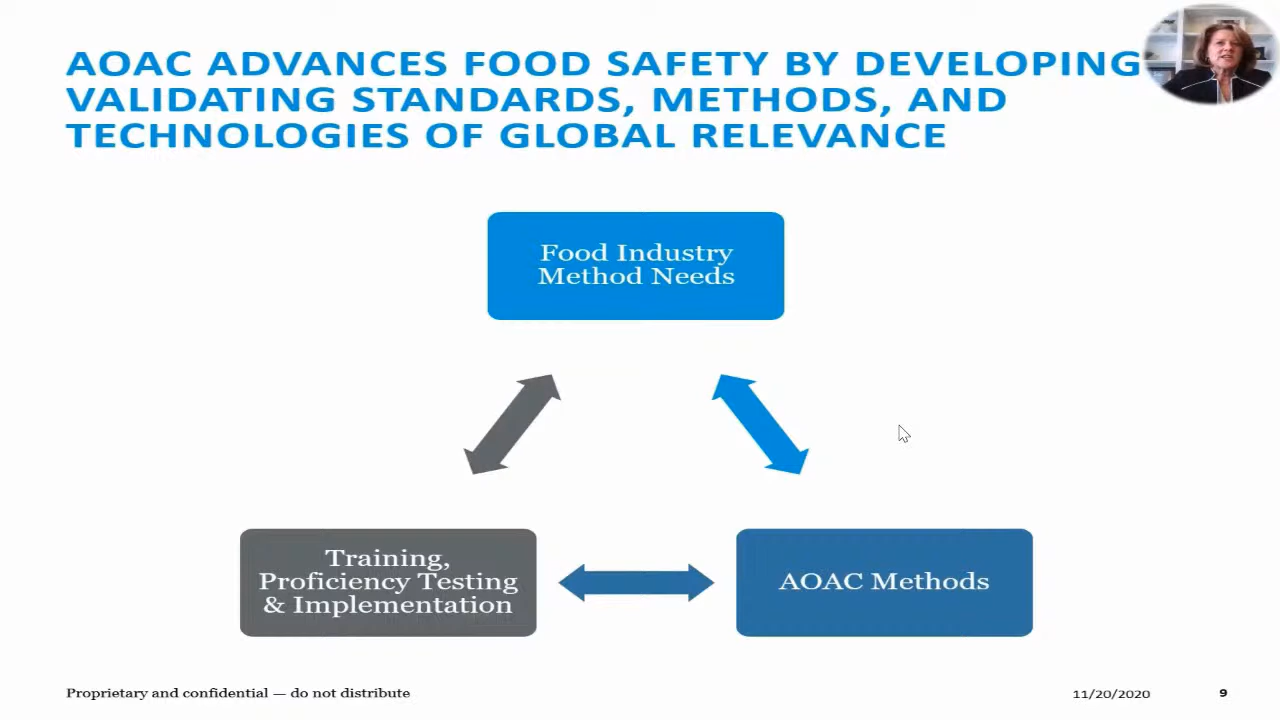 AOAC ADVANCES FOOD SAFETY BY DEVELOPING
VALIDATING STANDARDS, METHODS, AND
TECHNOLOGIES OF GLOBAL RELEVANCE
Food Industry
Method Needs
Training,
Proficiency Testing
& Implementation
AOAC Methods
Proprietary and confidential — do not distribute
11/20/2020
9